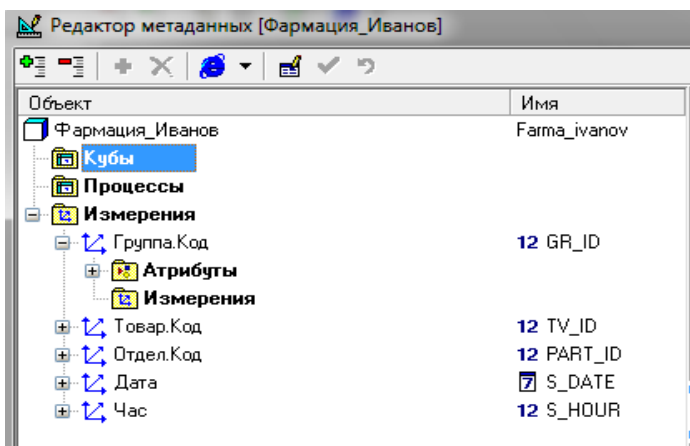 Редактор метаданных [Фармация_Иванов]
Объект Имя
Фармация_Иванов Farma_ivanov
Кубы
Процессы
Измерения
Группа.Код 12 GR_ID
Атрибуты
Измерения
Товар.Код 12 TV_ID
Отдел.Код 12 PART_ID
Дата 7 S_DATE
Час 12 S_HOUR